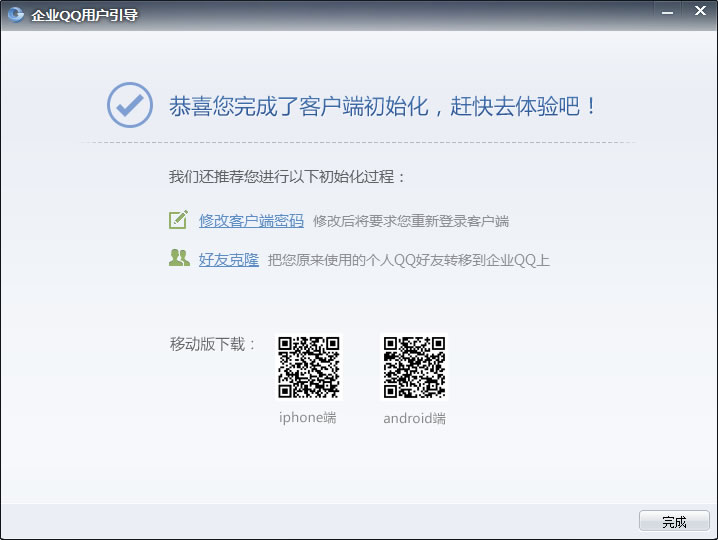 企业QQ用户引导
恭喜您完成了客户端初始化，赶快去体验吧！
我们还推荐您进行以下初始化过程：
修改客户端密码 修改后将要求您重新登录客户端
好友克隆 把您原来使用的个人QQ好友转移到企业QQ上
移动版下载：
iphone端 android端
完成